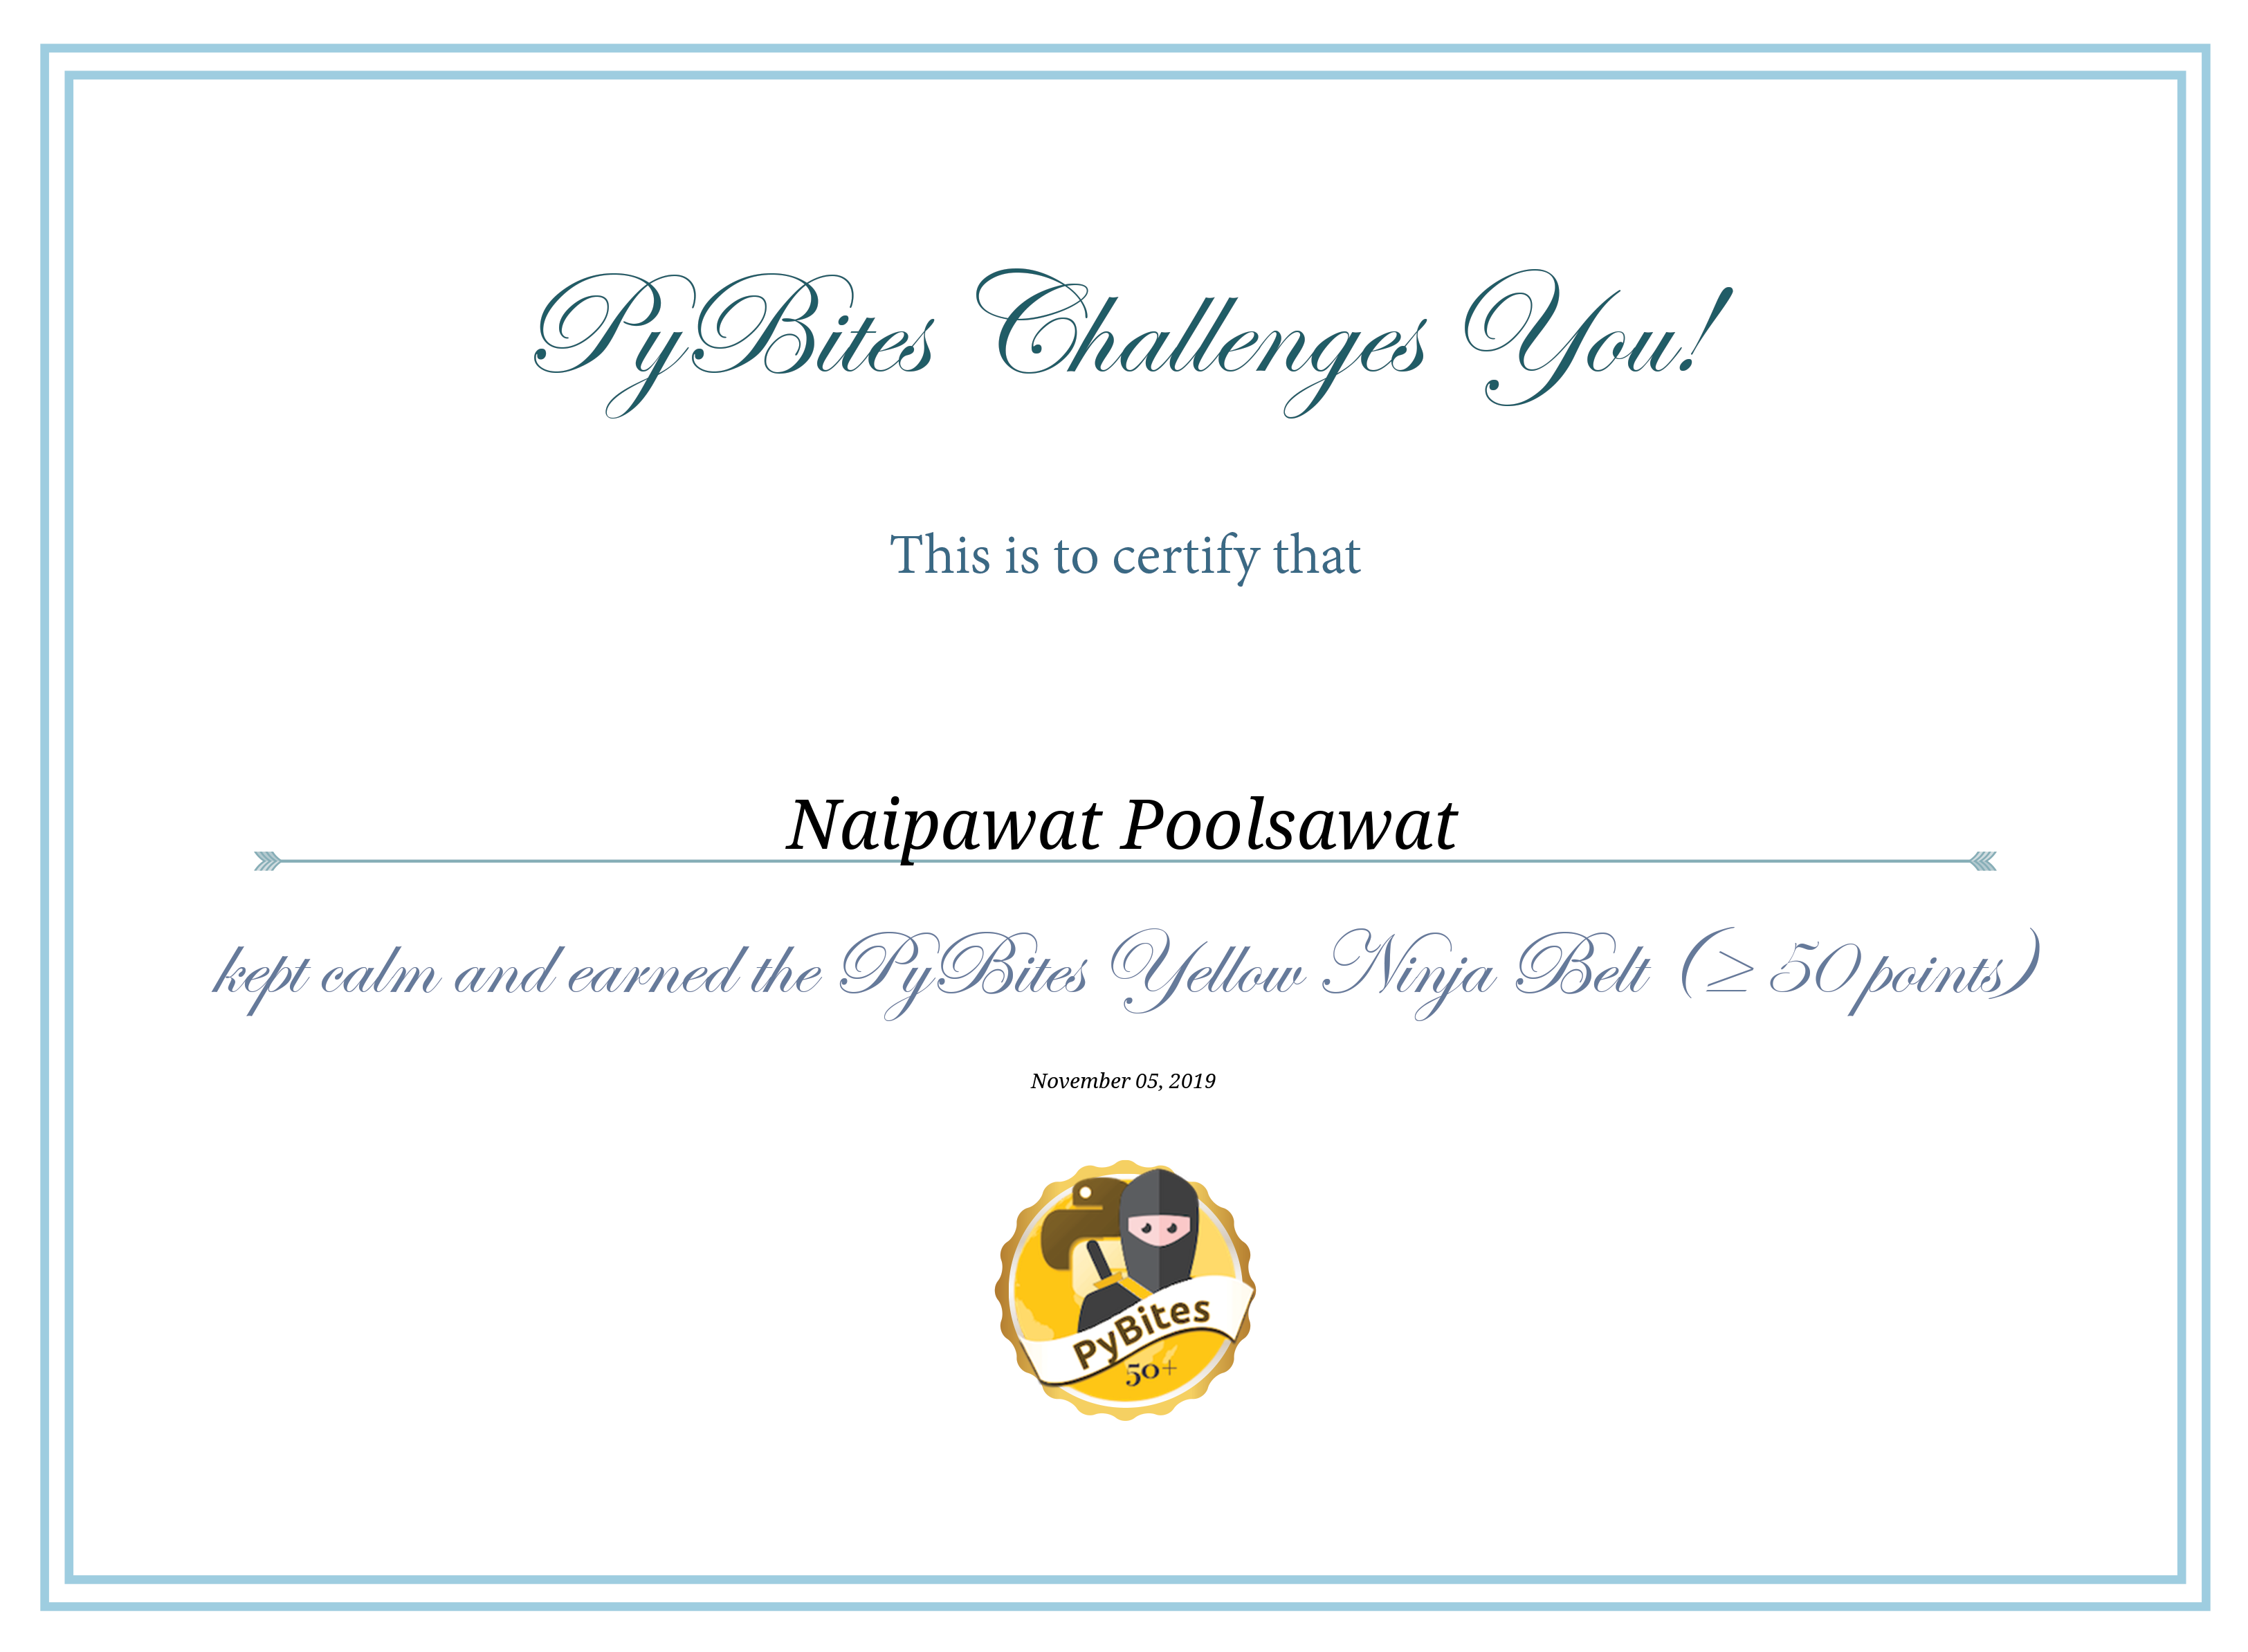 PyBites Challenges You!
This is to certify that
Naipawat Poolsawat
kept calm and earned the PyBites Yellow Ninja Belt (≥ 50 points)
November 05, 2019
PyBites
50+